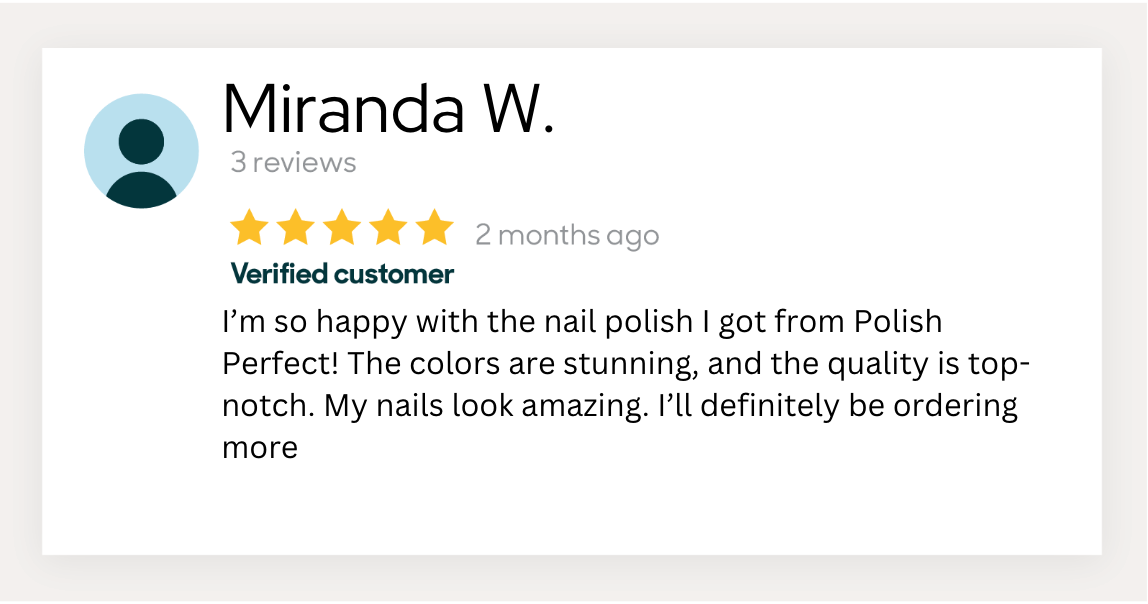 Miranda W.
3 reviews
2 months ago
Verified customer
I’m so happy with the nail polish I got from Polish
Perfect! The colors are stunning, and the quality is top-
notch. My nails look amazing. I’ll definitely be ordering
more